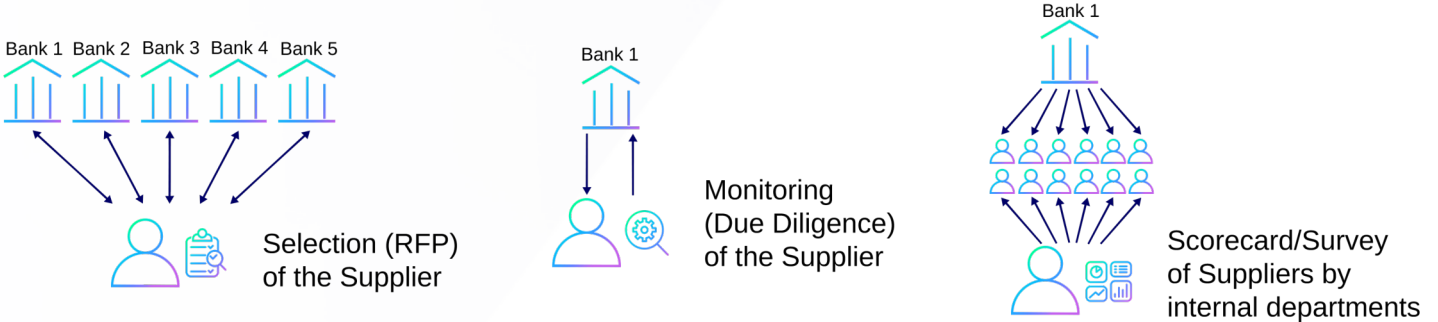 Bank 1 Bank 2 Bank 3 Bank 4 Bank 5
Selection (RFP)
of the Supplier
Bank 1
Monitoring
(Due Diligence)
of the Supplier
Bank 1
Scorecard/Survey
of Suppliers by
internal departments